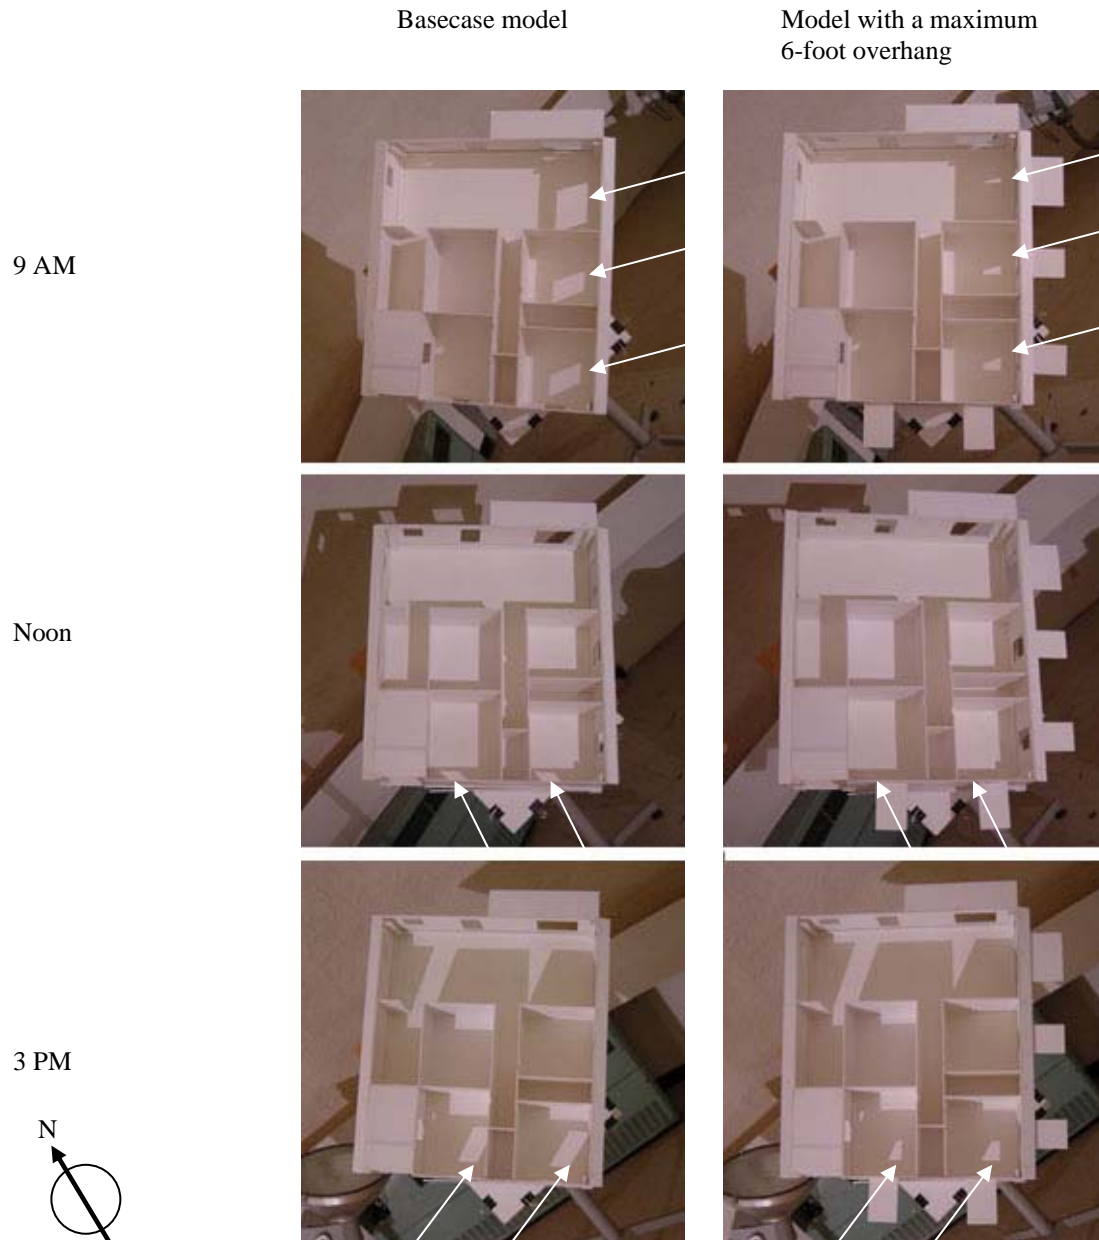 Basecase model
Model with a maximum
6-foot overhang
9 AM
Noon
3 PM
N